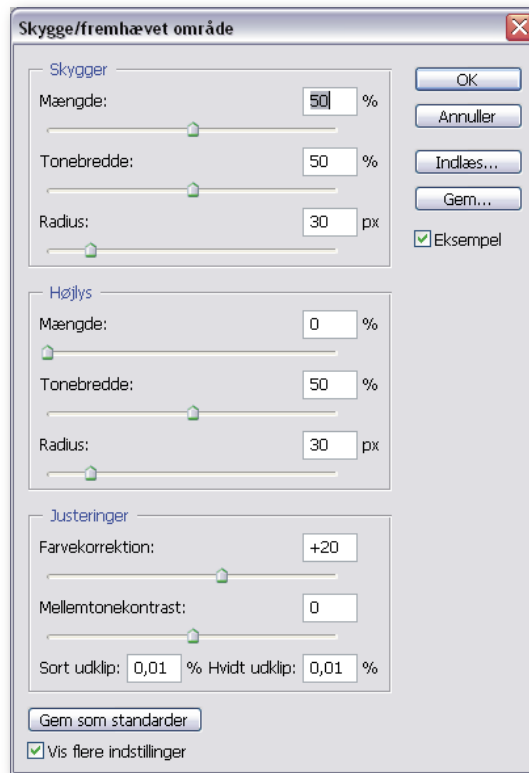 Skygge/fremhævet område
Skygger
Mængde: 50 %
Tonebredde: 50 %
Radius: 30 px
Højlys
Mængde: 0 %
Tonebredde: 50 %
Radius: 30 px
Justeringer
Farvekorrektion: +20
Mellemtonekontrast: 0
Sort udklip: 0,01 % Hvidt udklip: 0,01 %
Gem som standarder
Vis flere indstillinger
OK
Annuller
Indlæs...
Gem...
Eksempel